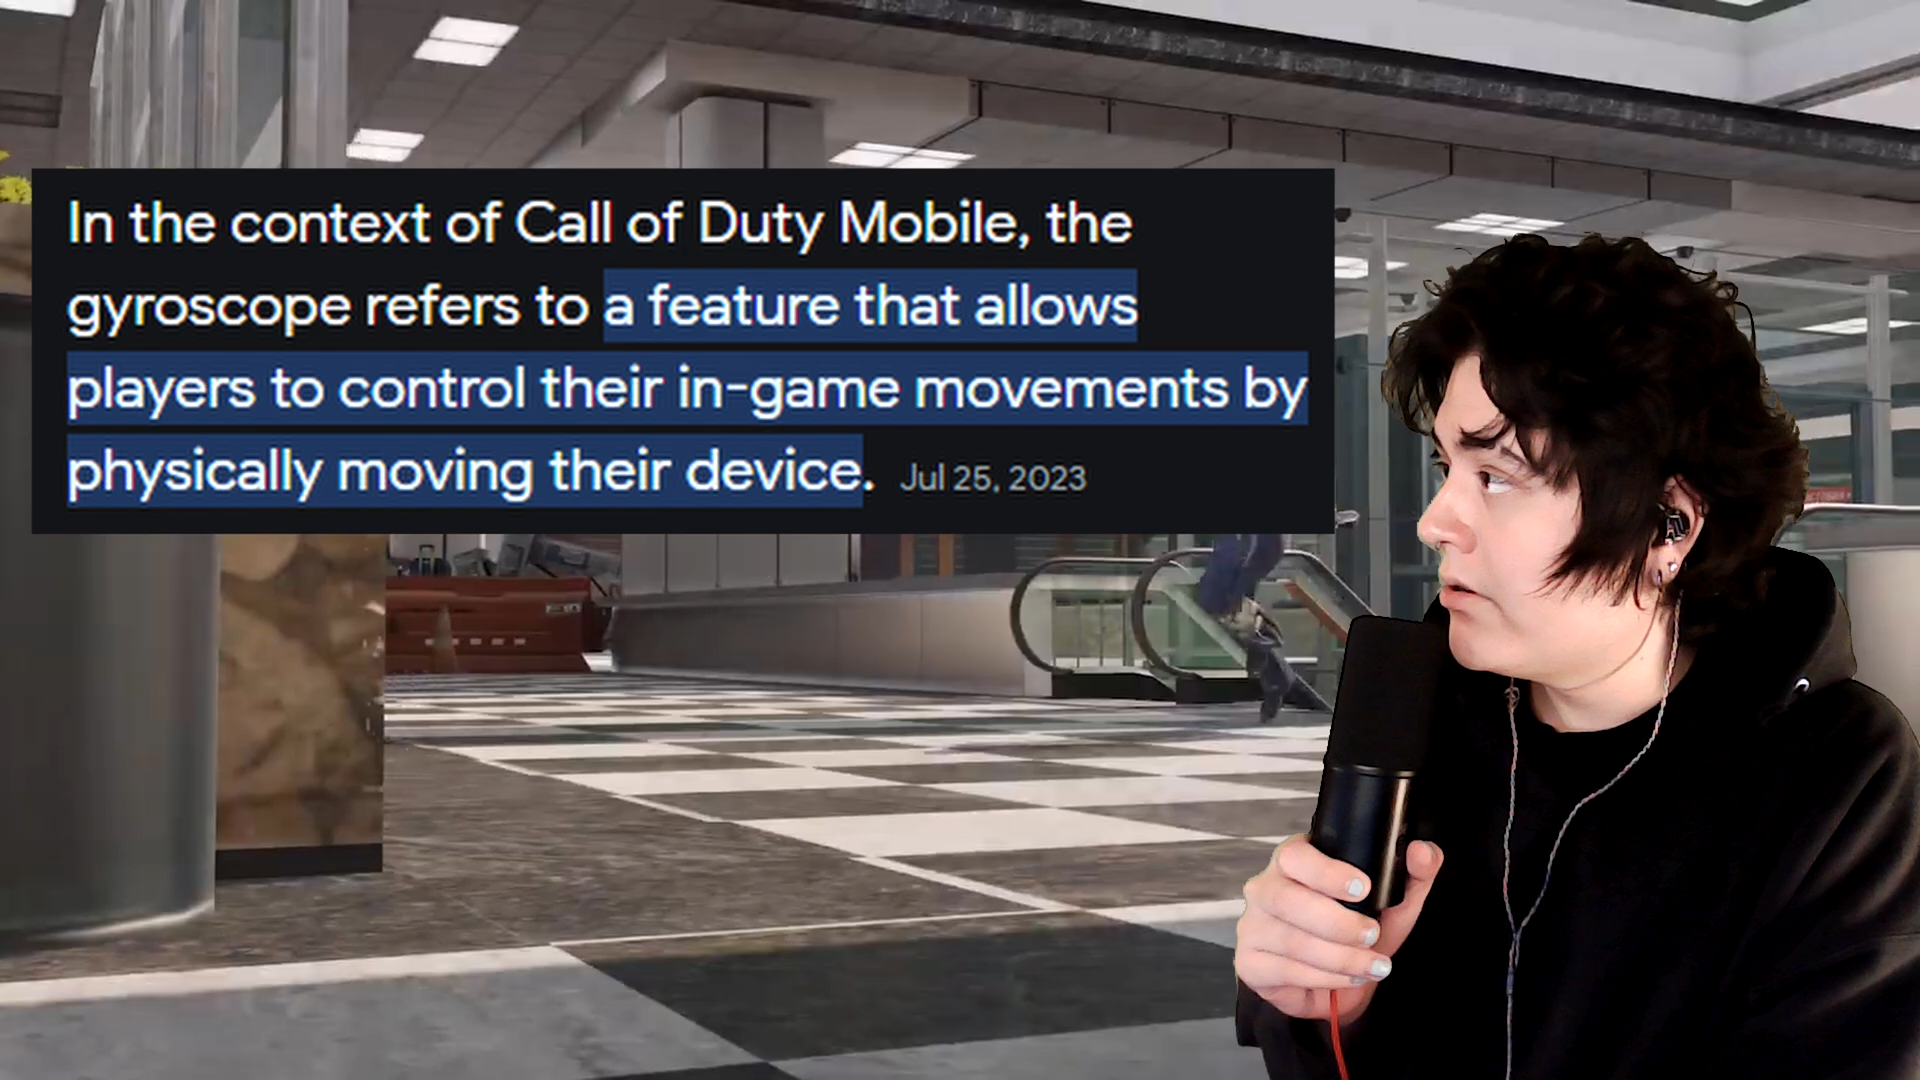 In the context of Call of Duty Mobile, the
gyroscope refers to a feature that allows
players to control their in-game movements by
physically moving their device. Jul 25, 2023